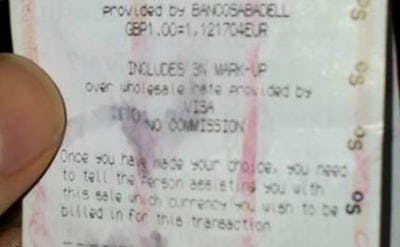 provided by BANCOSABADELL
GBP1.00=1.121704EUR
INCLUDES 3% MARK-UP
over wholesale rate provided by
VISA
NO COMMISSION
Once you have made your choice, you need
to tell the person assisting you with
this sale which currency you wish to be
billed in for this transaction